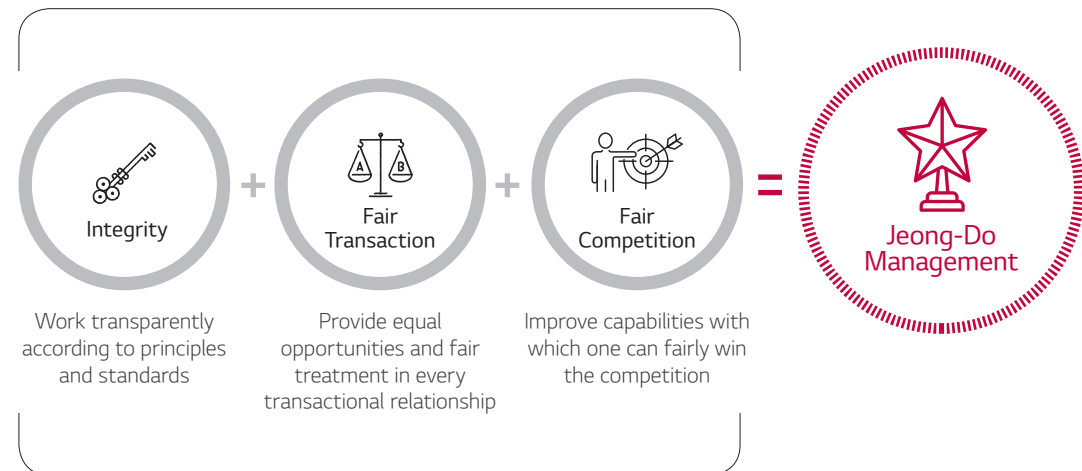 A B
Integrity
+
Fair
Transaction
+
Fair
Competition
=
Jeong-Do
Management
Work transparently
according to principles
and standards
Provide equal
opportunities and fair
treatment in every
transactional relationship
Improve capabilities with
which one can fairly win
the competition